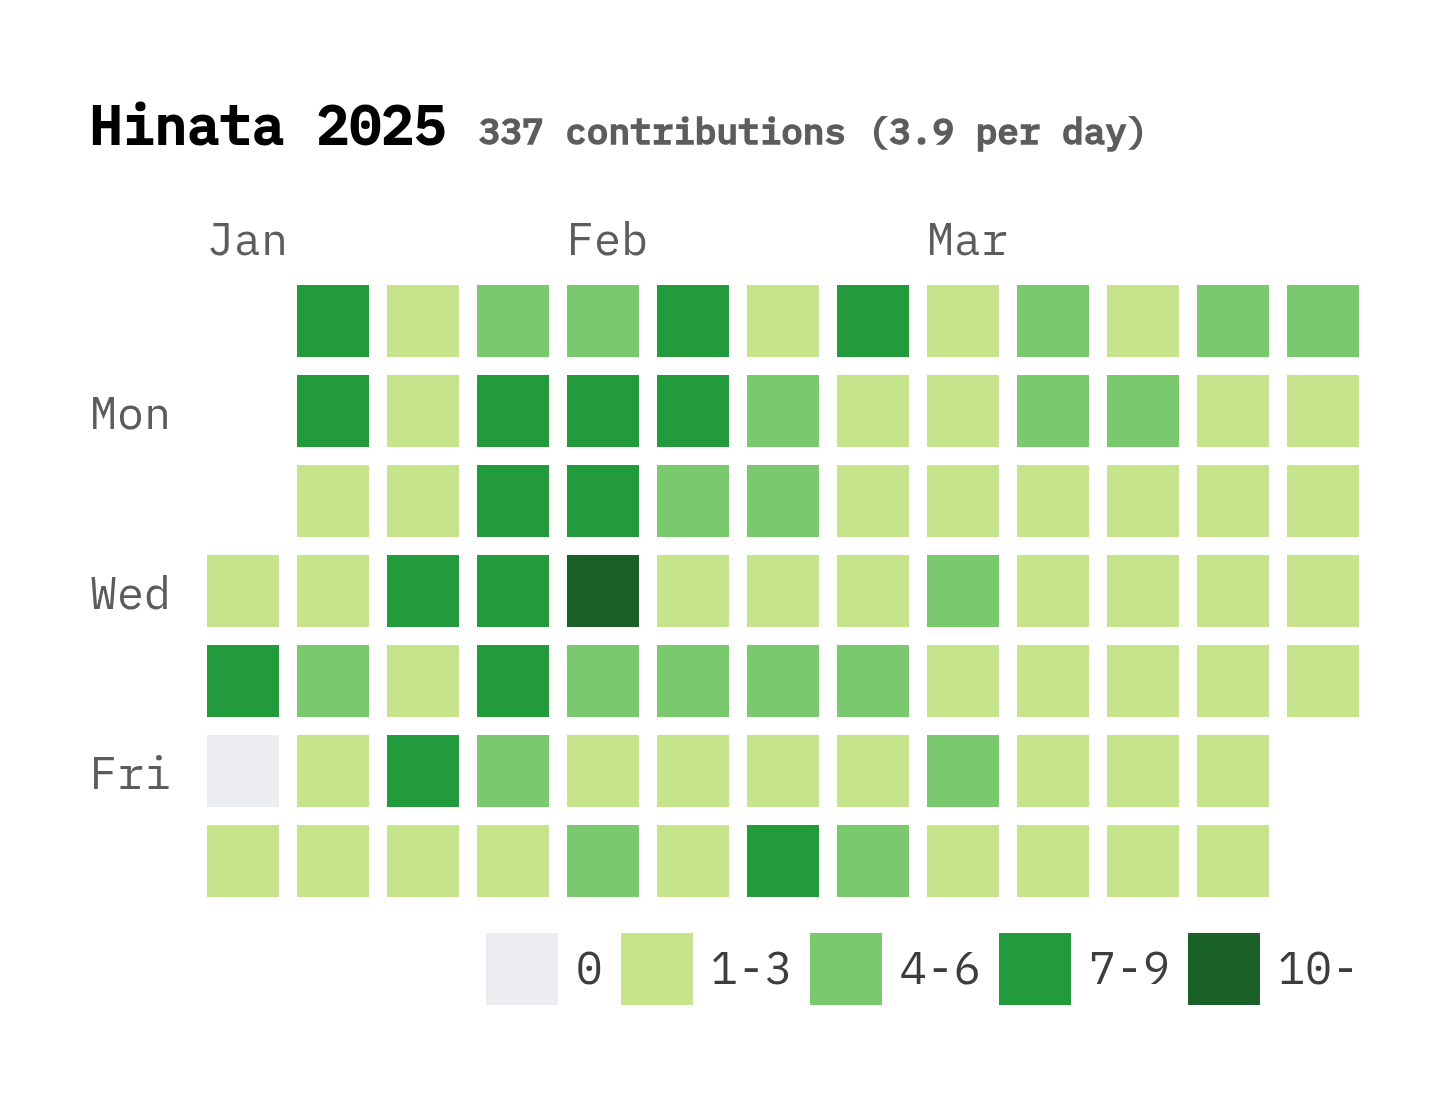 Hinata 2025 337 contributions (3.9 per day)
Jan Feb Mar
Mon
Wed
Fri
0 1-3 4-6 7-9 10-